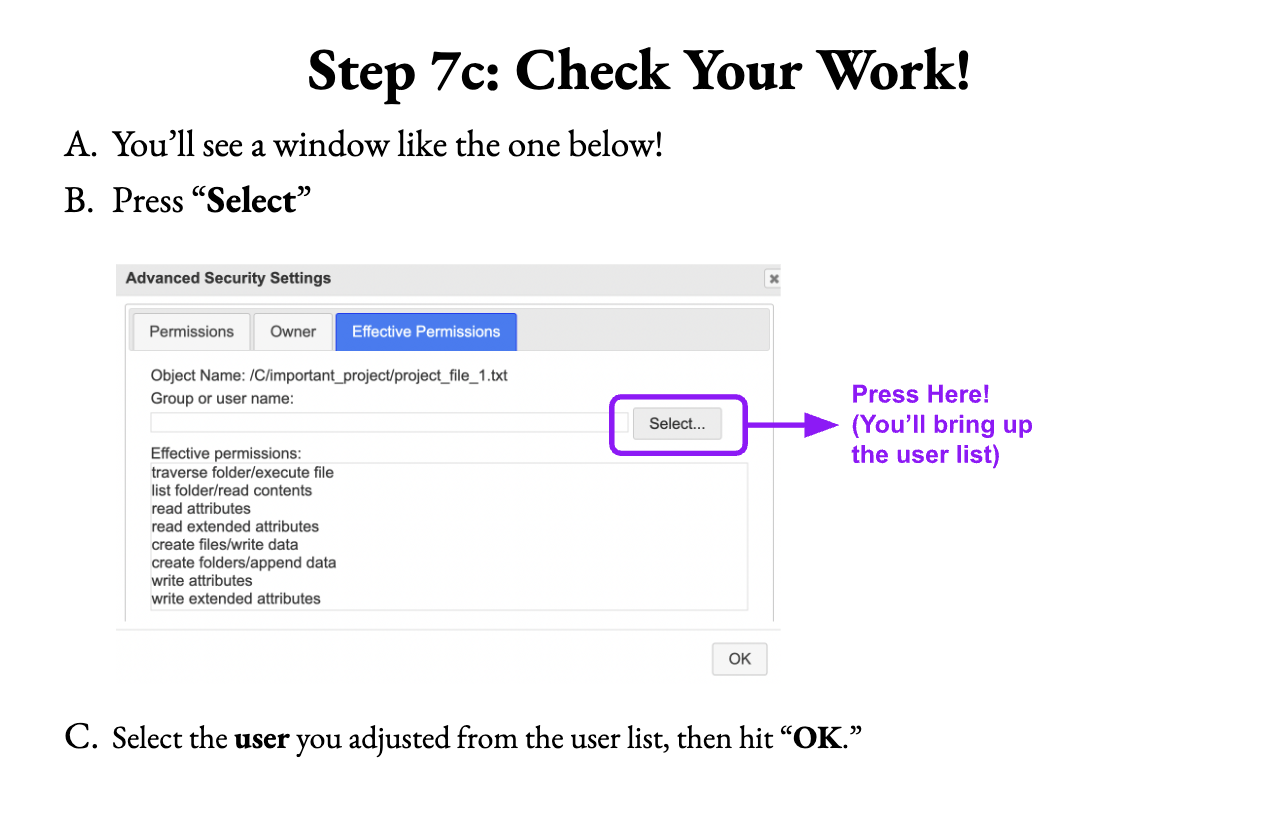 Step 7c: Check Your Work!
A. You’ll see a window like the one below!
B. Press “Select”
Advanced Security Settings
Permissions Owner Effective Permissions
Object Name: /C/important_project/project_file_1.txt
Group or user name:
Select...
Press Here!
(You’ll bring up
the user list)
Effective permissions:
traverse folder/execute file
list folder/read contents
read attributes
read extended attributes
create files/write data
create folders/append data
write attributes
write extended attributes
OK
C. Select the user you adjusted from the user list, then hit “OK.”